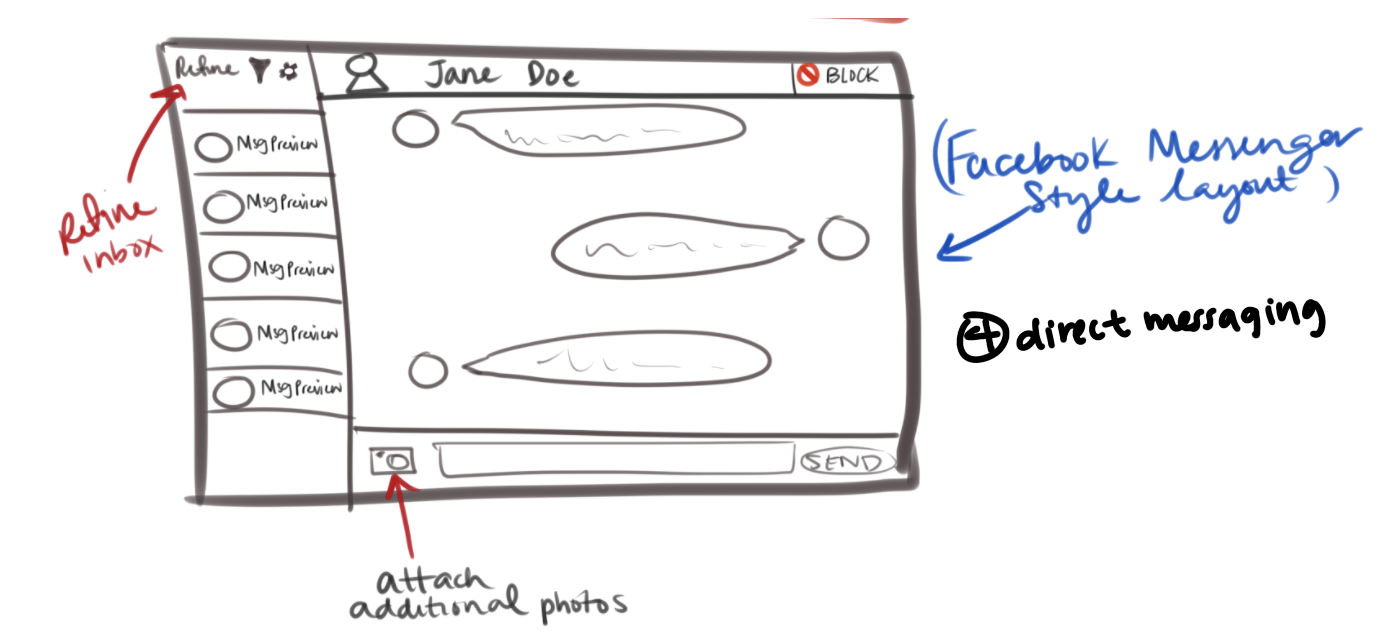 Refine
Jane Doe
BLOCK
Msg Preview
Msg Preview
Msg Preview
Msg Preview
Msg Preview
SEND
Refine
inbox
(Facebook Messenger
Style layout)
④ direct messaging
attach
additional photos